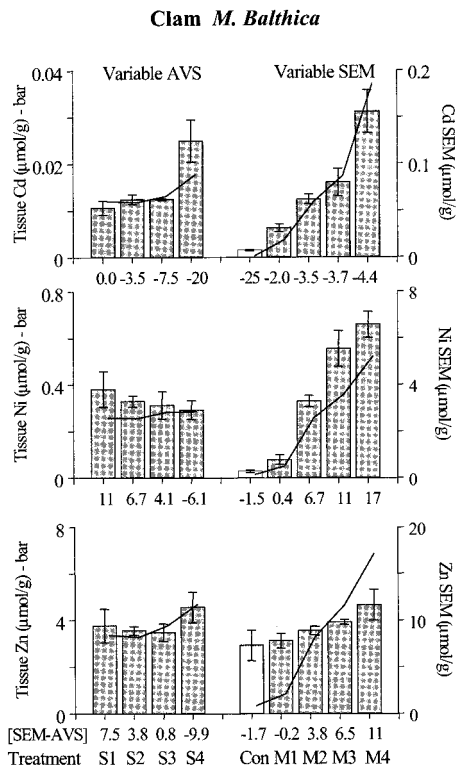 Clam M. Balthica
Variable AVS
Variable SEM
Tissue Cd (μmol/g) - bar
0.04
0.02
0
0.2
0.1
0
Cd SEM (μmol/g)
0.0 -3.5 -7.5 -20
-25 -2.0 -3.5 -3.7 -4.4
Tissue Ni (μmol/g) - bar
0.8
0.4
0
8
4
0
Ni SEM (μmol/g)
11 6.7 4.1 -6.1
-1.5 0.4 6.7 11 17
Tissue Zn (μmol/g) - bar
8
4
0
20
10
0
Zn SEM (μmol/g)
[SEM-AVS] 7.5 3.8 0.8 -9.9 -1.7 -0.2 3.8 6.5 11
Treatment S1 S2 S3 S4 Con M1 M2 M3 M4